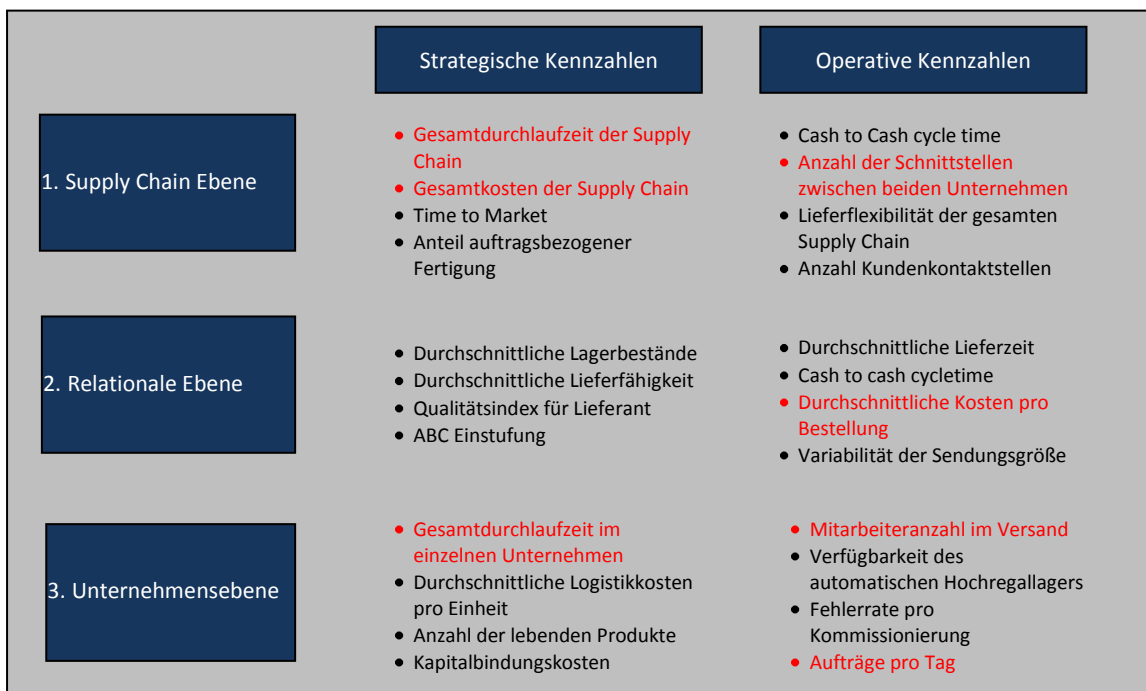 Strategische Kennzahlen
Operative Kennzahlen
1. Supply Chain Ebene
• Gesamtdurchlaufzeit der Supply
Chain
• Gesamtkosten der Supply Chain
• Time to Market
• Anteil auftragsbezogener
Fertigung
• Cash to Cash cycle time
• Anzahl der Schnittstellen
zwischen beiden Unternehmen
• Lieferflexibilität der gesamten
Supply Chain
• Anzahl Kundenkontaktstellen
2. Relationale Ebene
• Durchschnittliche Lagerbestände
• Durchschnittliche Lieferfähigkeit
• Qualitätsindex für Lieferant
• ABC Einstufung
• Durchschnittliche Lieferzeit
• Cash to cash cycletime
• Durchschnittliche Kosten pro
Bestellung
• Variabilität der Sendungsgröße
3. Unternehmensebene
• Gesamtdurchlaufzeit im
einzelnen Unternehmen
• Durchschnittliche Logistikkosten
pro Einheit
• Anzahl der lebenden Produkte
• Kapitalbindungskosten
• Mitarbeiteranzahl im Versand
• Verfügbarkeit des
automatischen Hochregallagers
• Fehlerrate pro
Kommissionierung
• Aufträge pro Tag